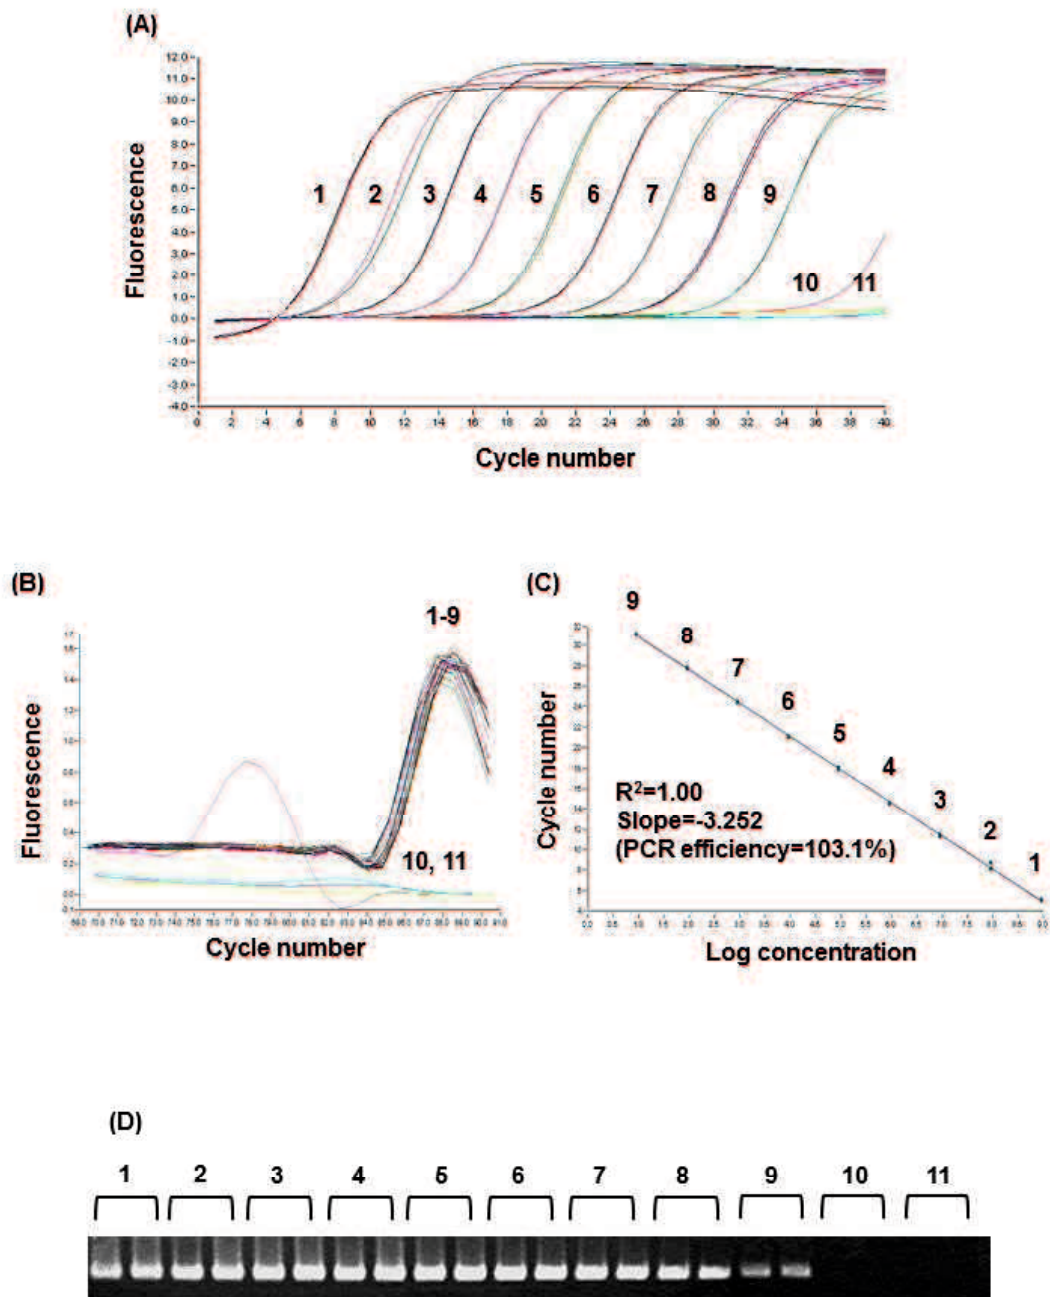 (A)
Fluorescence
12.0
11.0
10.0
9.0
8.0
7.0
6.0
5.0
4.0
3.0
2.0
1.0
0.0
-1.0
-2.0
-3.0
-4.0
1 2 3 4 5 6 7 8 9
10 11
0 2 4 6 8 10 12 14 16 18 20 22 24 26 28 30 32 34 36 38 40
Cycle number
(B)
Fluorescence
1-9
10, 11
Cycle number
(C)
Cycle number
9
8
7
6
5
4
3
2
1
R²=1.00
Slope=-3.252
(PCR efficiency=103.1%)
Log concentration
(D)
1 2 3 4 5 6 7 8 9 10 11